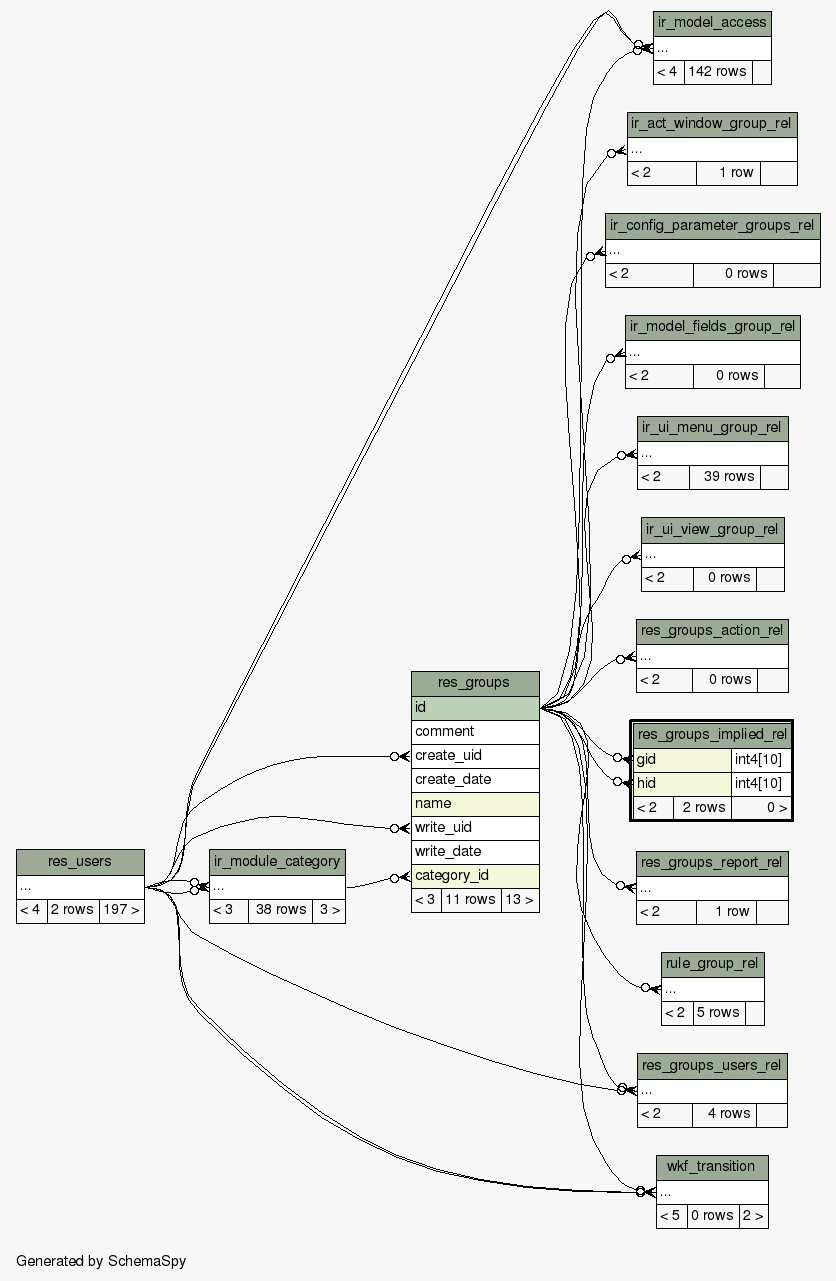 ir_model_access
...
< 4 142 rows
ir_act_window_group_rel
...
< 2 1 row
ir_config_parameter_groups_rel
...
< 2 0 rows
ir_model_fields_group_rel
...
< 2 0 rows
ir_ui_menu_group_rel
...
< 2 39 rows
ir_ui_view_group_rel
...
< 2 0 rows
res_groups_action_rel
...
< 2 0 rows
res_groups
id
comment
create_uid
create_date
name
write_uid
write_date
category_id
< 3 11 rows 13 >
res_groups_implied_rel
gid int4[10]
hid int4[10]
< 2 2 rows 0 >
res_users
...
< 4 2 rows 197 >
ir_module_category
...
< 3 38 rows 3 >
res_groups_report_rel
...
< 2 1 row
rule_group_rel
...
< 2 5 rows
res_groups_users_rel
...
< 2 4 rows
wkf_transition
...
< 5 0 rows 2 >
Generated by SchemaSpy